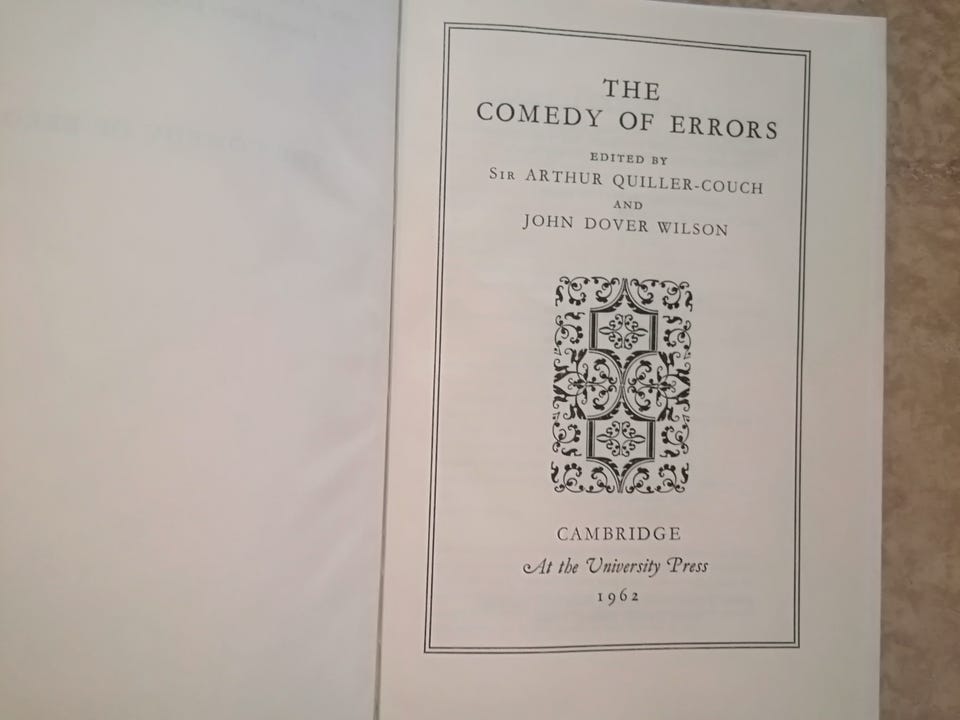 THE
COMEDY OF ERRORS
EDITED BY
SIR ARTHUR QUILLER-COUCH
AND
JOHN DOVER WILSON
CAMBRIDGE
At the University Press
1962